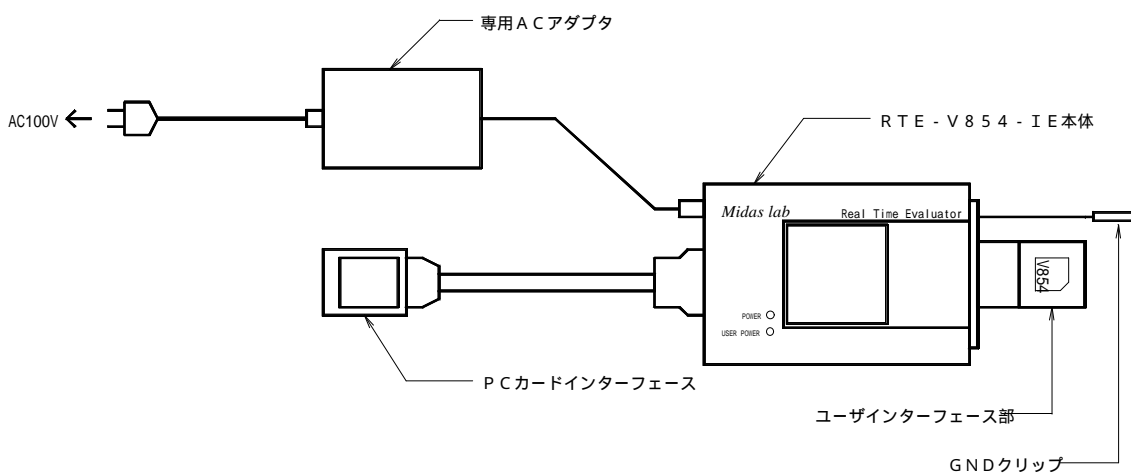 専用ＡＣアダプタ
AC100V
ＲＴＥ-Ｖ８５４-ＩＥ本体
Midas lab
Real Time Evaluator
V854
POWER
USER POWER
ＰＣカードインターフェース
ユーザインターフェース部
ＧＮＤクリップ